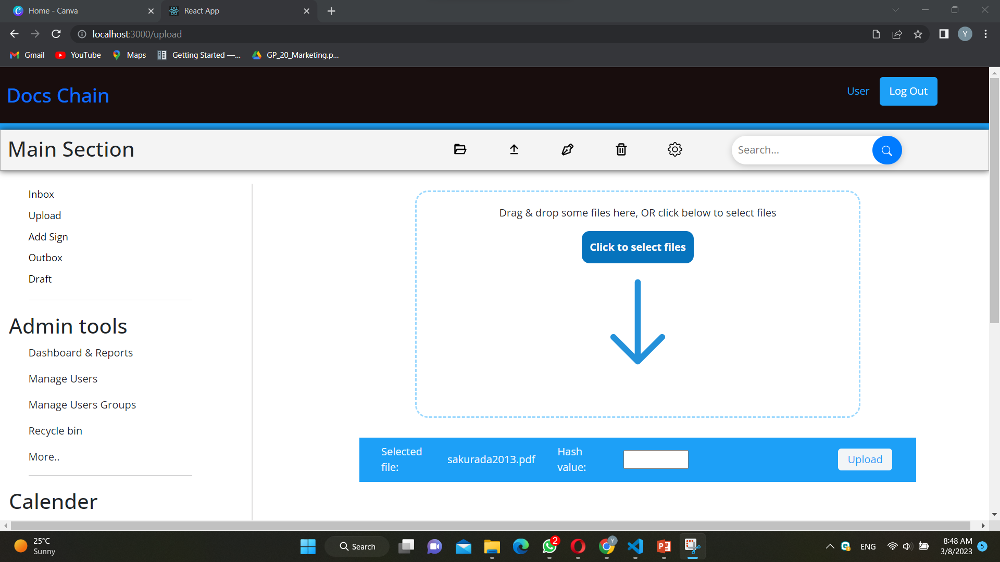 Home - Canva
React App
localhost:3000/upload
Y
Gmail
YouTube
Maps
Getting Started —...
GP_20_Marketing.p...
Docs Chain
User
Log Out
Main Section
Search...
Inbox
Upload
Add Sign
Outbox
Draft
Admin tools
Dashboard & Reports
Manage Users
Manage Users Groups
Recycle bin
More..
Calender
Drag & drop some files here, OR click below to select files
Click to select files
Selected file:
sakurada2013.pdf
Hash value:
Upload
25°C
Sunny
Search
2
Y
ENG
8:48 AM
3/8/2023
5